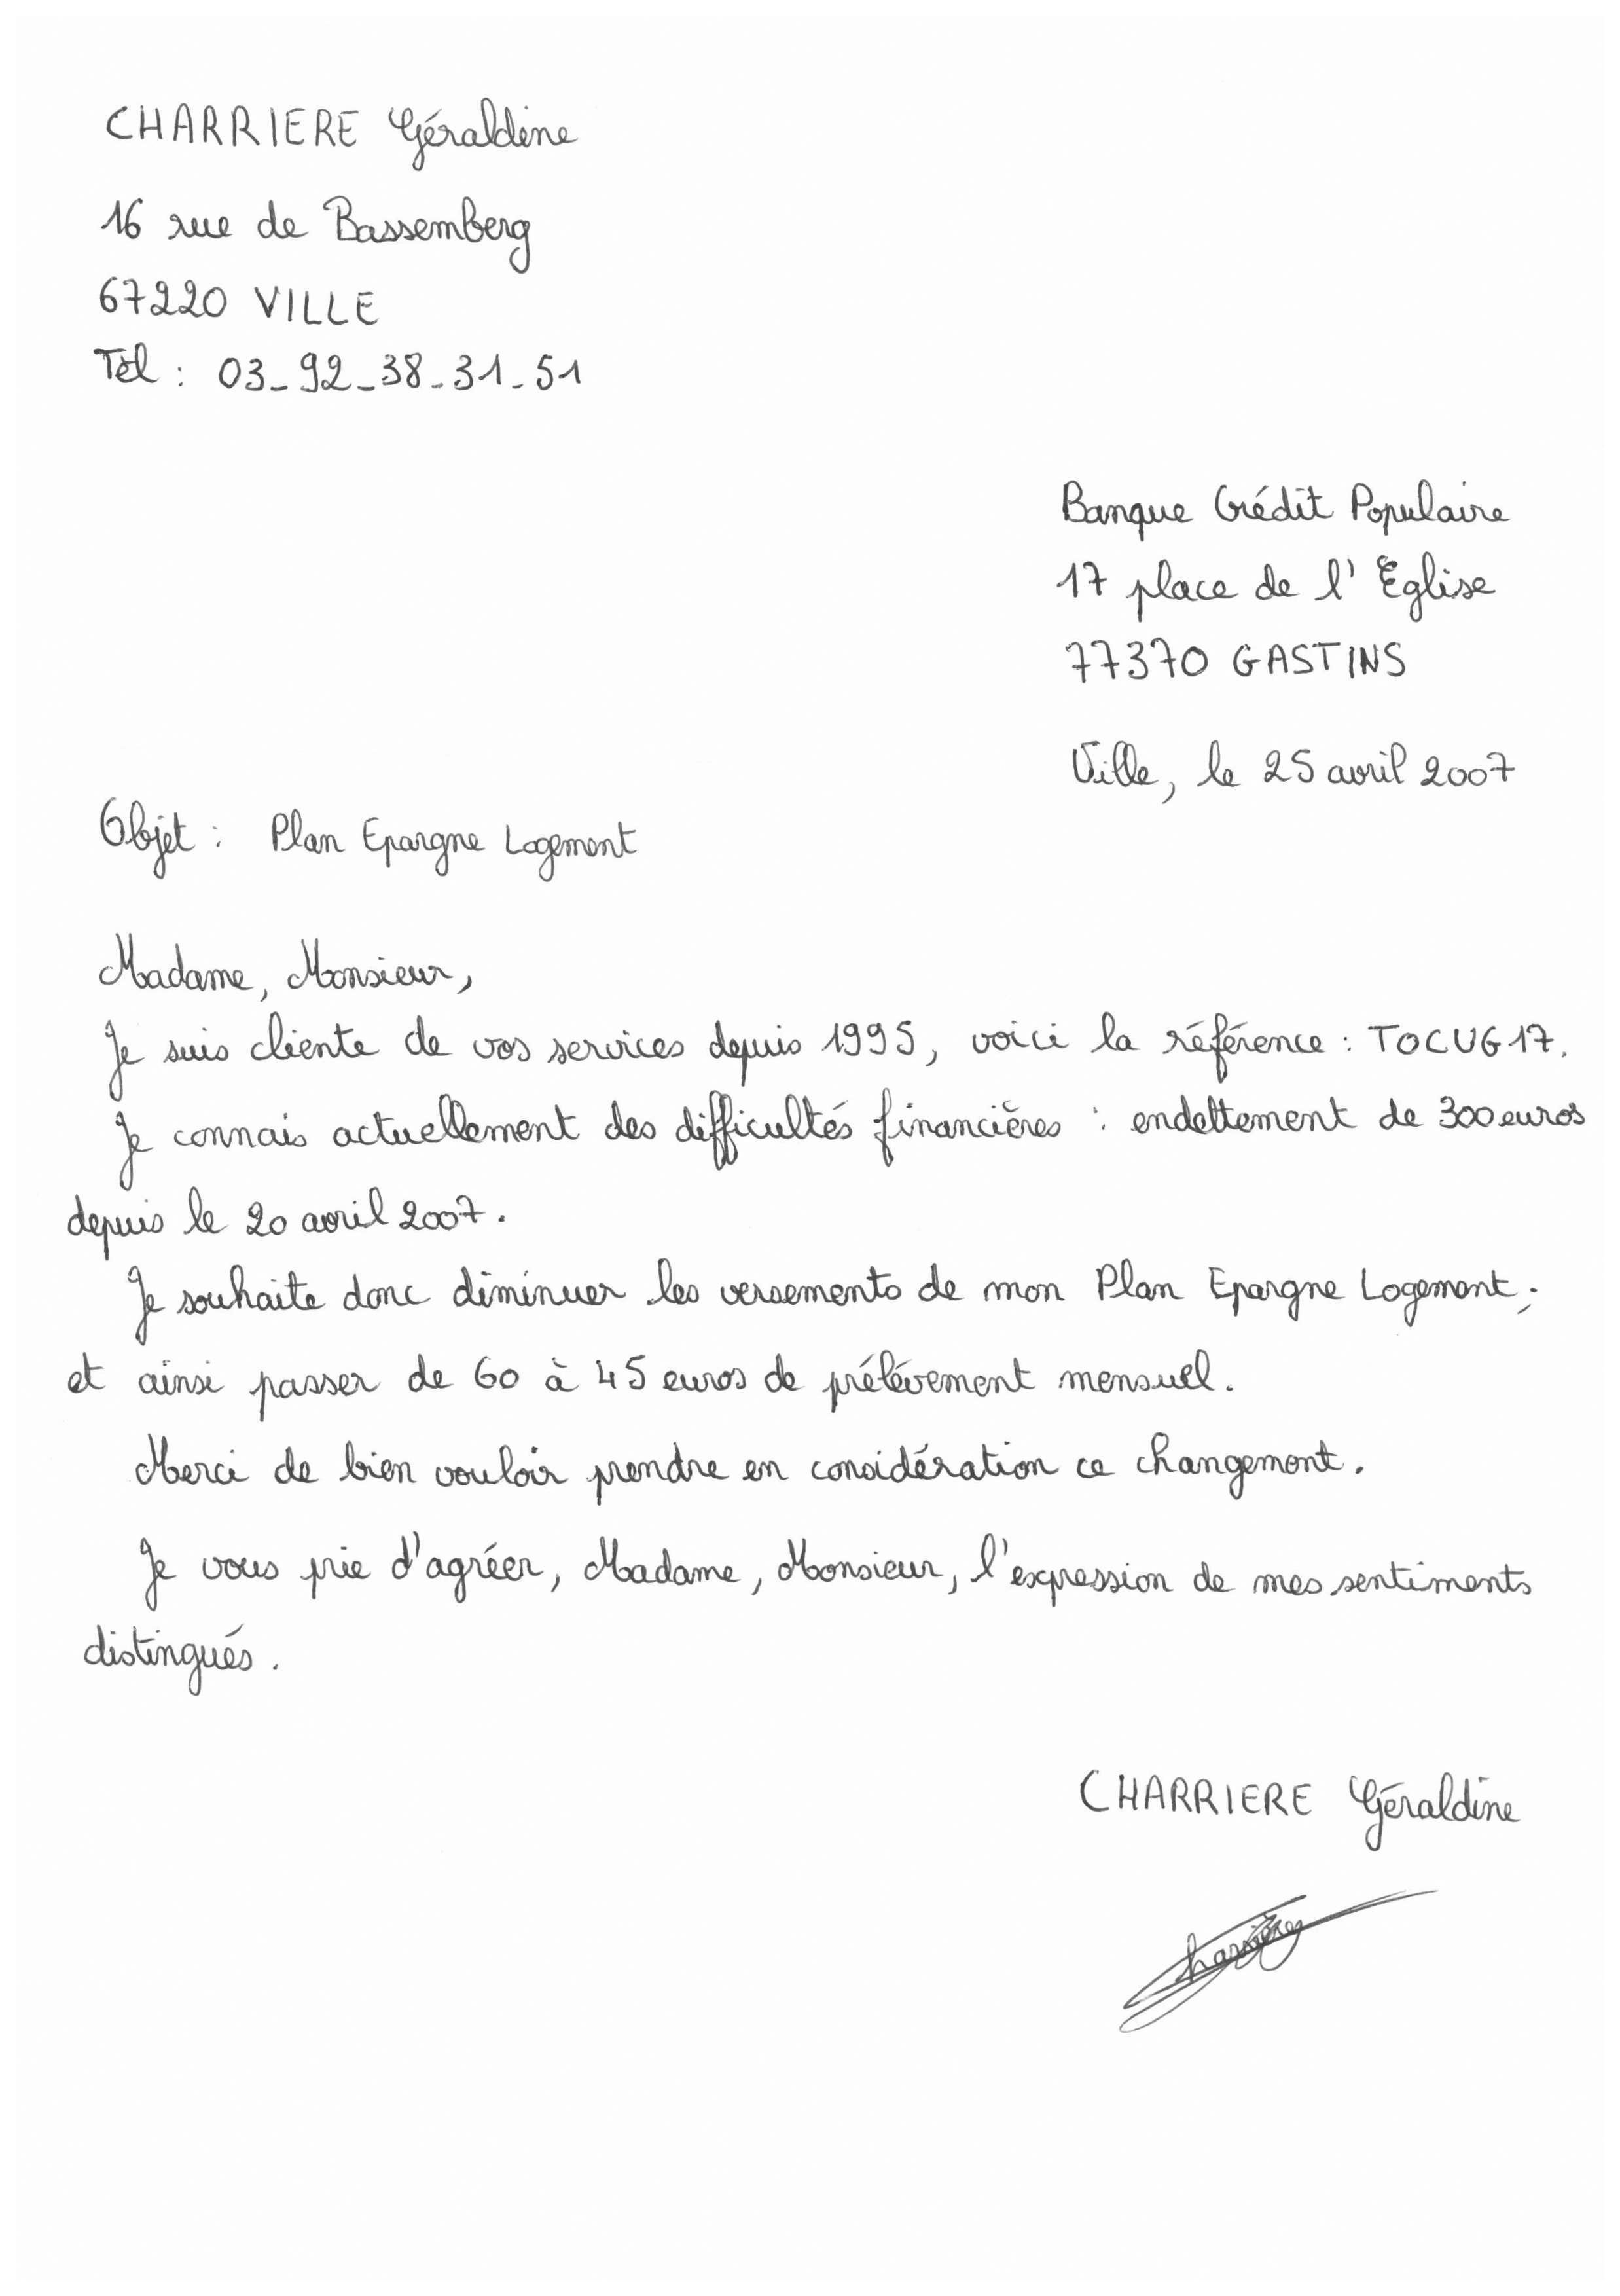 CHARRIERE Géraldine
16 rue de Bassemberg
67220 VILLE
Tèl : 03_92_38_31_51
Banque Crédit Populaire
17 place de l'Eglise
77370 GASTINS
Ville, le 25 avril 2007
Objet : Plan Epargne Logement
Madame, Monsieur,
Je suis cliente de vos services depuis 1995, voici la référence : TOCUG17.
Je connais actuellement des difficultés financières : endettement de 300 euros
depuis le 20 avril 2007.
Je souhaite donc diminuer les versements de mon Plan Epargne Logement ;
et ainsi passer de 60 à 45 euros de prélèvement mensuel.
Merci de bien vouloir prendre en considération ce changement.
Je vous prie d'agréer, Madame, Monsieur, l'expression de mes sentiments
distingués.
CHARRIERE Géraldine
Charrière